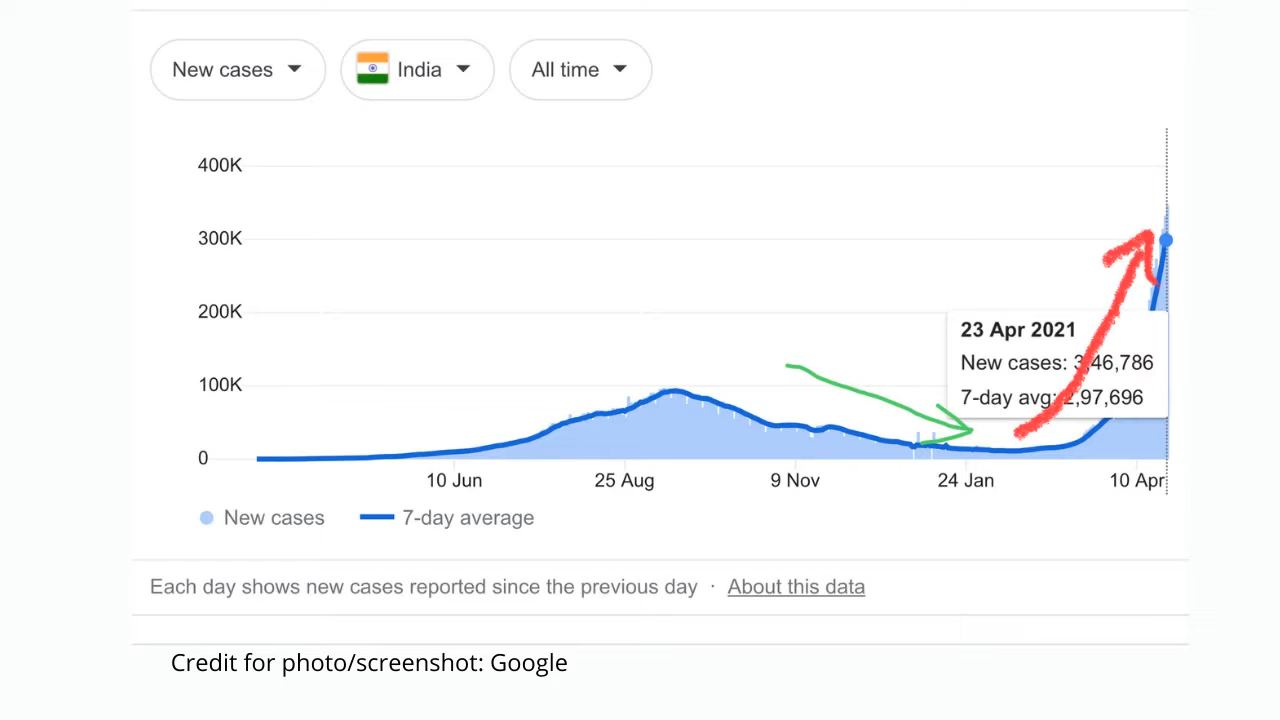 New cases India All time
400K
300K
200K
100K
0
23 Apr 2021
New cases: 3,46,786
7-day avg: 2,97,696
10 Jun 25 Aug 9 Nov 24 Jan 10 Apr
New cases 7-day average
Each day shows new cases reported since the previous day · About this data
Credit for photo/screenshot: Google